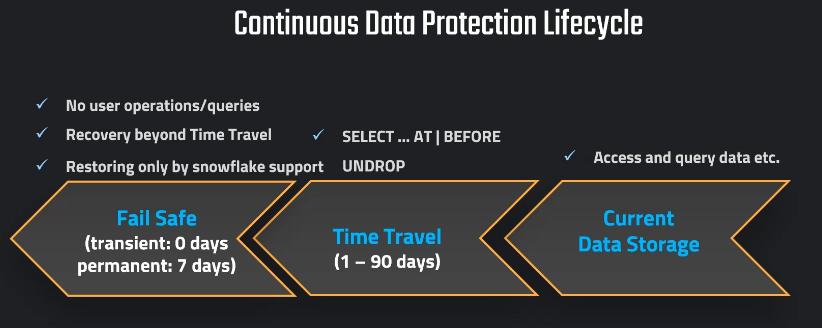 Continuous Data Protection Lifecycle
✓ No user operations/queries
✓ Recovery beyond Time Travel
✓ Restoring only by snowflake support
✓ SELECT ... AT | BEFORE
UNDROP
✓ Access and query data etc.
Fail Safe
(transient: 0 days
permanent: 7 days)
Time Travel
(1 – 90 days)
Current
Data Storage